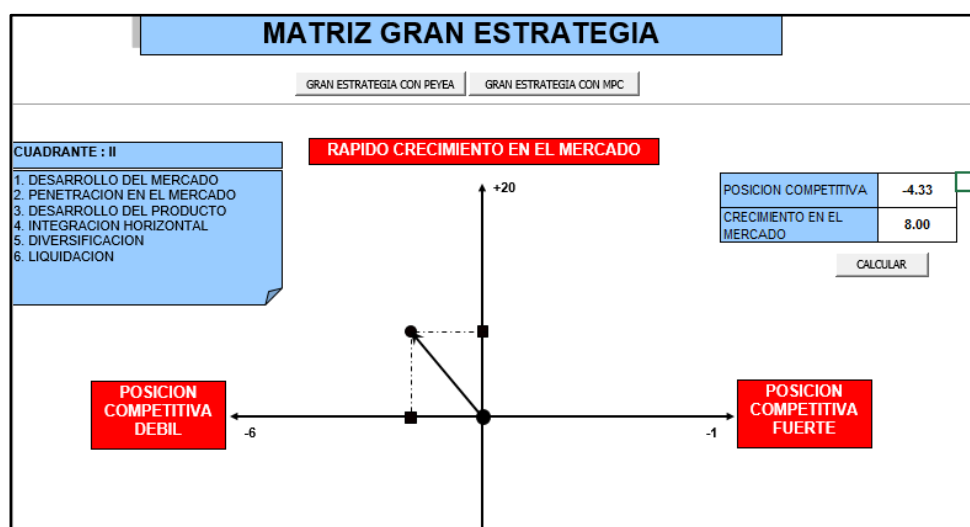 MATRIZ GRAN ESTRATEGIA
GRAN ESTRATEGIA CON PEYEA
GRAN ESTRATEGIA CON MPC
CUADRANTE : II
1. DESARROLLO DEL MERCADO
2. PENETRACION EN EL MERCADO
3. DESARROLLO DEL PRODUCTO
4. INTEGRACION HORIZONTAL
5. DIVERSIFICACION
6. LIQUIDACION
RAPIDO CRECIMIENTO EN EL MERCADO
+20
POSICION COMPETITIVA -4.33
CRECIMIENTO EN EL
MERCADO 8.00
CALCULAR
POSICION
COMPETITIVA
DEBIL
-6
-1
POSICION
COMPETITIVA
FUERTE